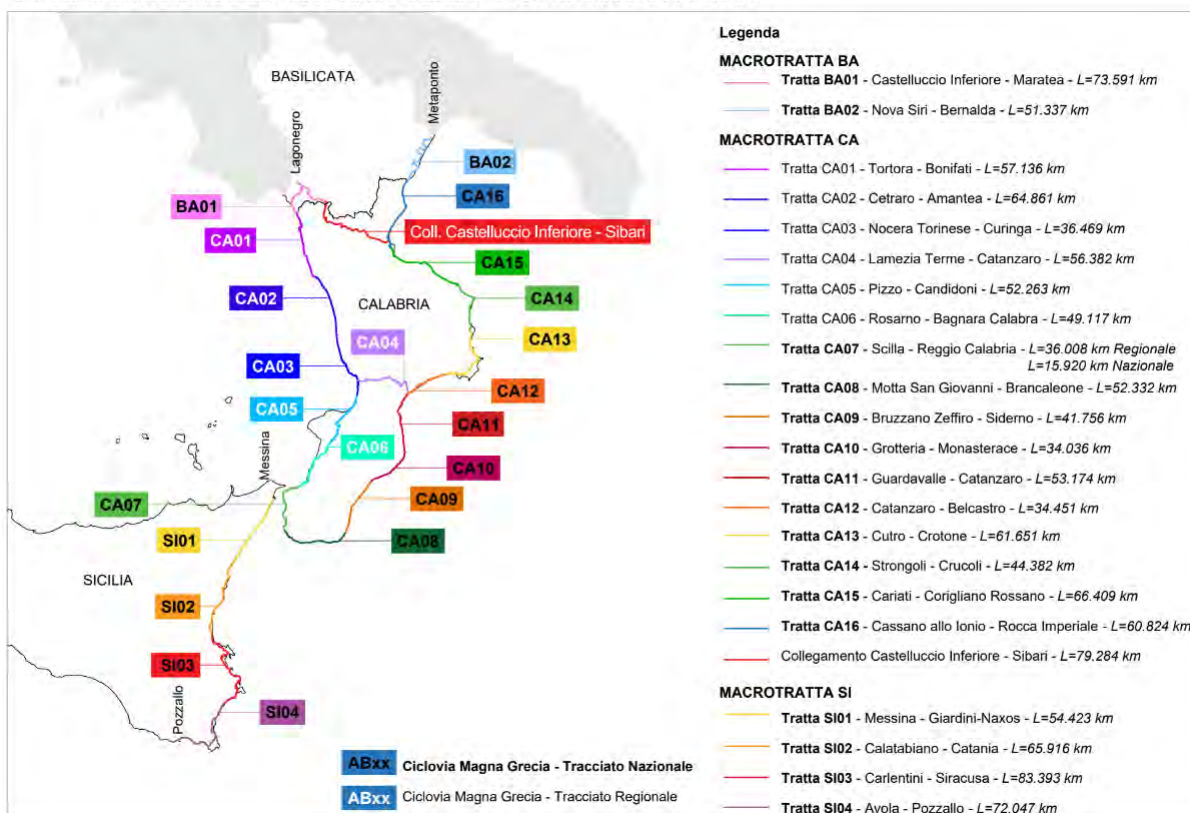 BASILICATA
Metaponto
Lagonegro
BA02
CA16
BA01
Coll. Castelluccio Inferiore - Sibari
CA01
CA15
CA02
CALABRIA
CA14
CA04
CA13
CA03
CA12
CA05
CA11
CA06
Messina
CA10
CA07
CA09
SI01
CA08
SICILIA
SI02
SI03
Pozzallo
SI04
ABxx Ciclovia Magna Grecia - Tracciato Nazionale
ABxx Ciclovia Magna Grecia - Tracciato Regionale
Legenda
MACROTRATTA BA
Tratta BA01 - Castelluccio Inferiore - Maratea - L=73.591 km
Tratta BA02 - Nova Siri - Bernalda - L=51.337 km
MACROTRATTA CA
Tratta CA01 - Tortora - Bonifati - L=57.136 km
Tratta CA02 - Cetraro - Amantea - L=64.861 km
Tratta CA03 - Nocera Torinese - Curinga - L=36.469 km
Tratta CA04 - Lamezia Terme - Catanzaro - L=56.382 km
Tratta CA05 - Pizzo - Candidoni - L=52.263 km
Tratta CA06 - Rosarno - Bagnara Calabra - L=49.117 km
Tratta CA07 - Scilla - Reggio Calabria - L=36.008 km Regionale
L=15.920 km Nazionale
Tratta CA08 - Motta San Giovanni - Brancaleone - L=52.332 km
Tratta CA09 - Bruzzano Zeffiro - Siderno - L=41.756 km
Tratta CA10 - Grotteria - Monasterace - L=34.036 km
Tratta CA11 - Guardavalle - Catanzaro - L=53.174 km
Tratta CA12 - Catanzaro - Belcastro - L=34.451 km
Tratta CA13 - Cutro - Crotone - L=61.651 km
Tratta CA14 - Strongoli - Crucoli - L=44.382 km
Tratta CA15 - Cariati - Corigliano Rossano - L=66.409 km
Tratta CA16 - Cassano allo Ionio - Rocca Imperiale - L=60.824 km
Collegamento Castelluccio Inferiore - Sibari - L=79.284 km
MACROTRATTA SI
Tratta SI01 - Messina - Giardini-Naxos - L=54.423 km
Tratta SI02 - Calatabiano - Catania - L=65.916 km
Tratta SI03 - Carlentini - Siracusa - L=83.393 km
Tratta SI04 - Avola - Pozzallo - L=72.047 km